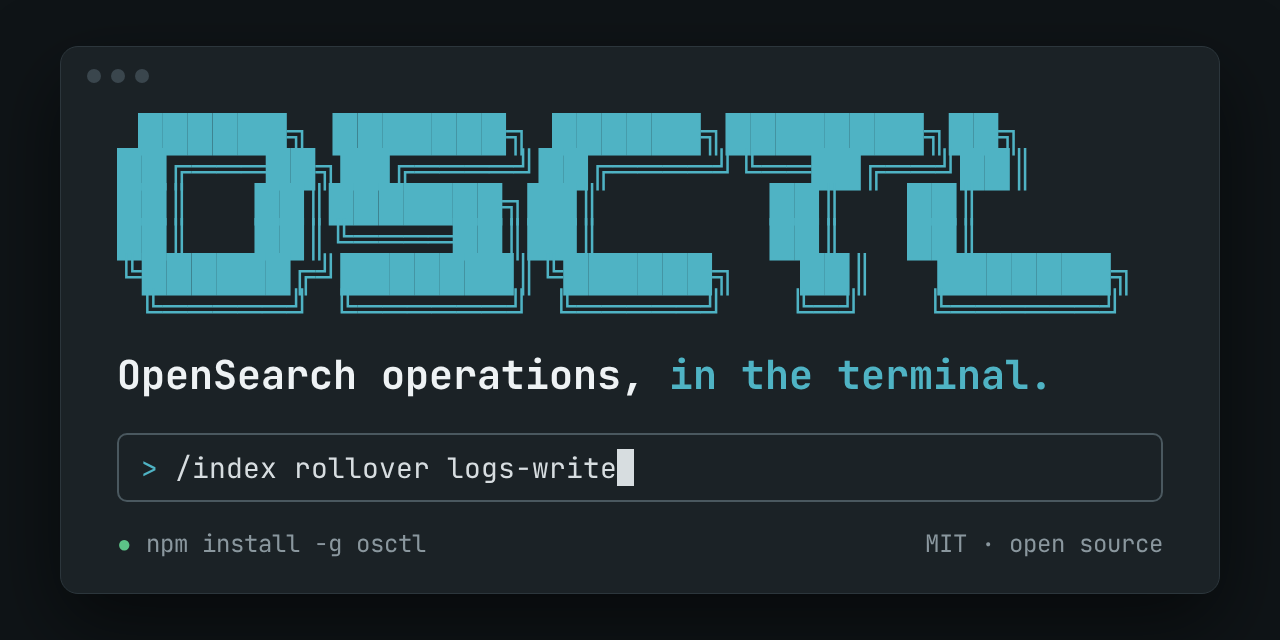 OSCTL
OpenSearch operations, in the terminal.
> /index rollover logs-write
npm install -g osctl
MIT · open source